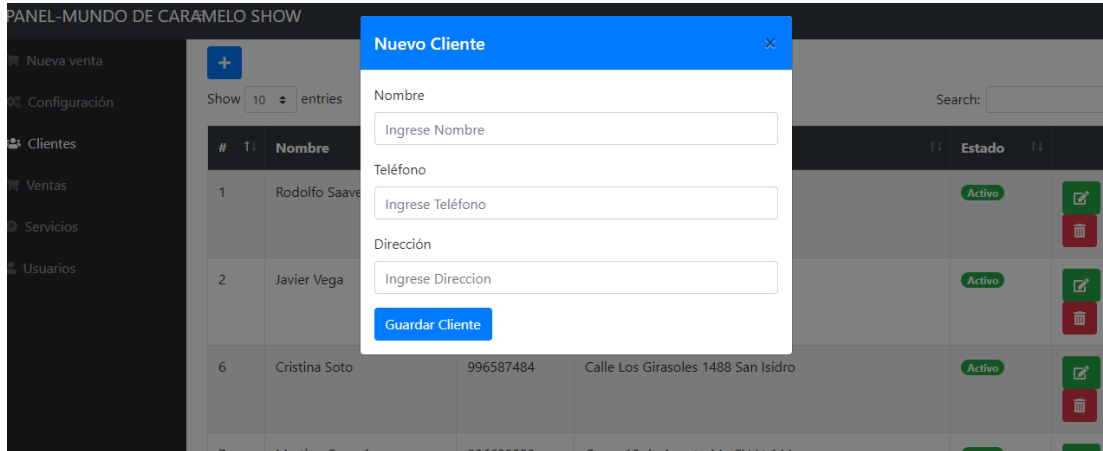 PANEL-MUNDO DE CARAMELO SHOW
Nueva venta
Configuración
Clientes
Ventas
Servicios
Usuarios
+
Show 10 entries
Search:
# Nombre Estado
1 Rodolfo Saave Activo
2 Javier Vega Activo
6 Cristina Soto 996587484 Calle Los Girasoles 1488 San Isidro Activo
Nuevo Cliente ×
Nombre
Ingrese Nombre
Teléfono
Ingrese Teléfono
Dirección
Ingrese Direccion
Guardar Cliente